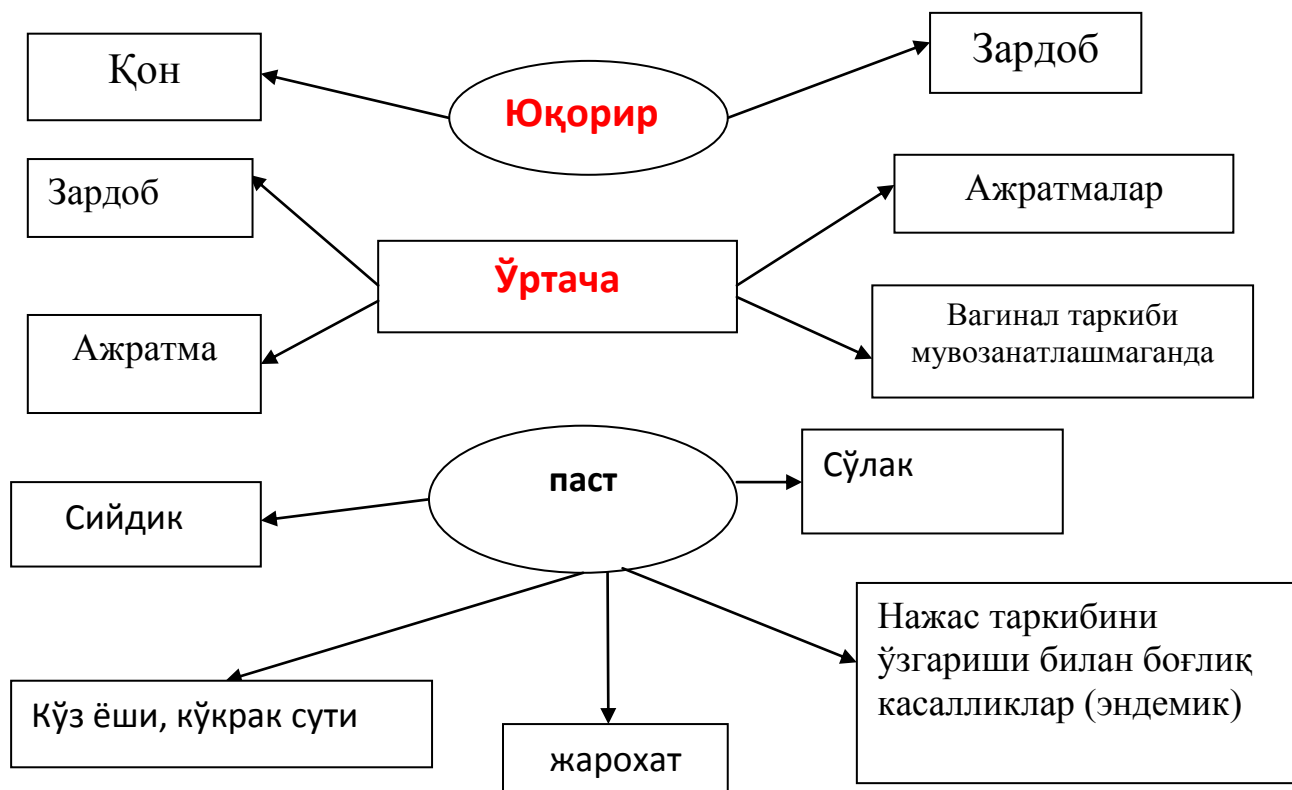 Қон
Юқорир
Зардоб
Зардоб
Ўртача
Ажратмалар
Ажратма
Вагинал таркиби
мувозанатлашмаганда
паст
Сўлак
Сийдик
Кўз ёши, кўкрак сути
жарохат
Нажас таркибини
ўзгариши билан боғлиқ
касалликлар (эндемик)